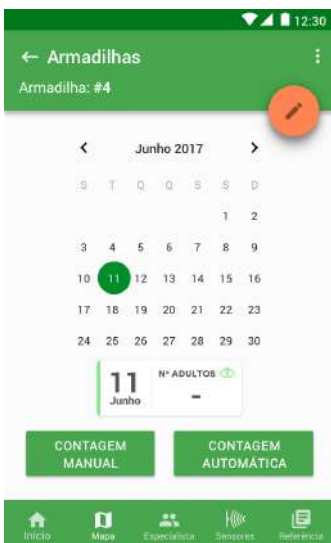 12:30
← Armadilhas
Armadilha: #4
< Junho 2017 >
S T Q Q S S D
1 2
3 4 5 6 7 8 9
10 11 12 13 14 15 16
17 18 19 20 21 22 23
24 25 26 27 28 29 30
11 Nº ADULTOS
Junho -
CONTAGEM CONTAGEM
MANUAL AUTOMÁTICA
Início Mapa Especialista Sensores Referência